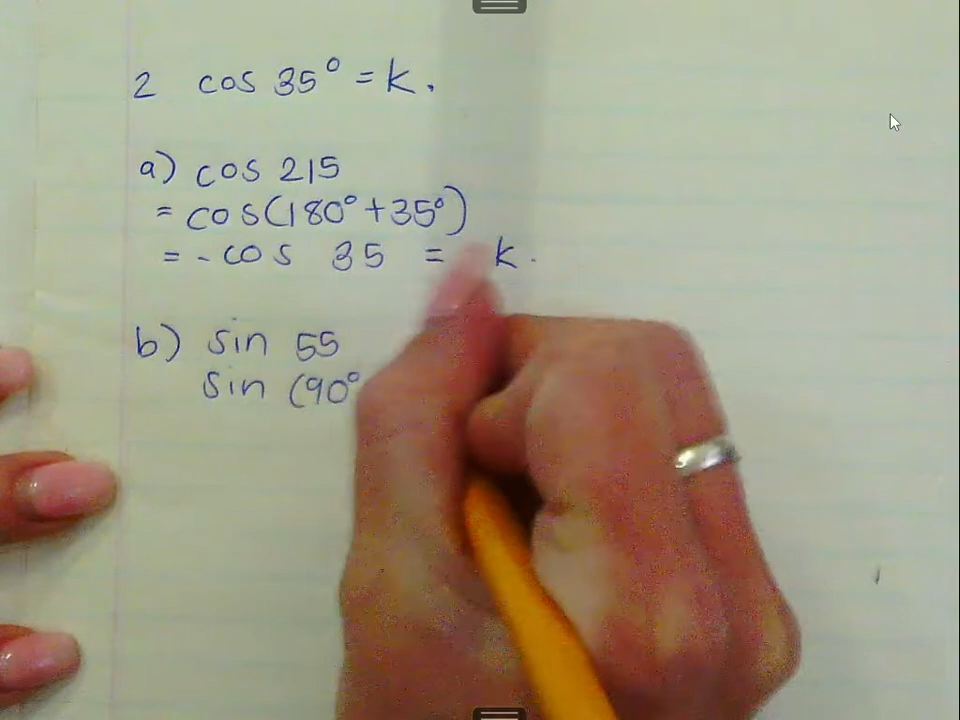 2 cos 35° = k.
a) cos 215
= cos(180° + 35°)
= - cos 35 = k.
b) sin 55
sin (90°